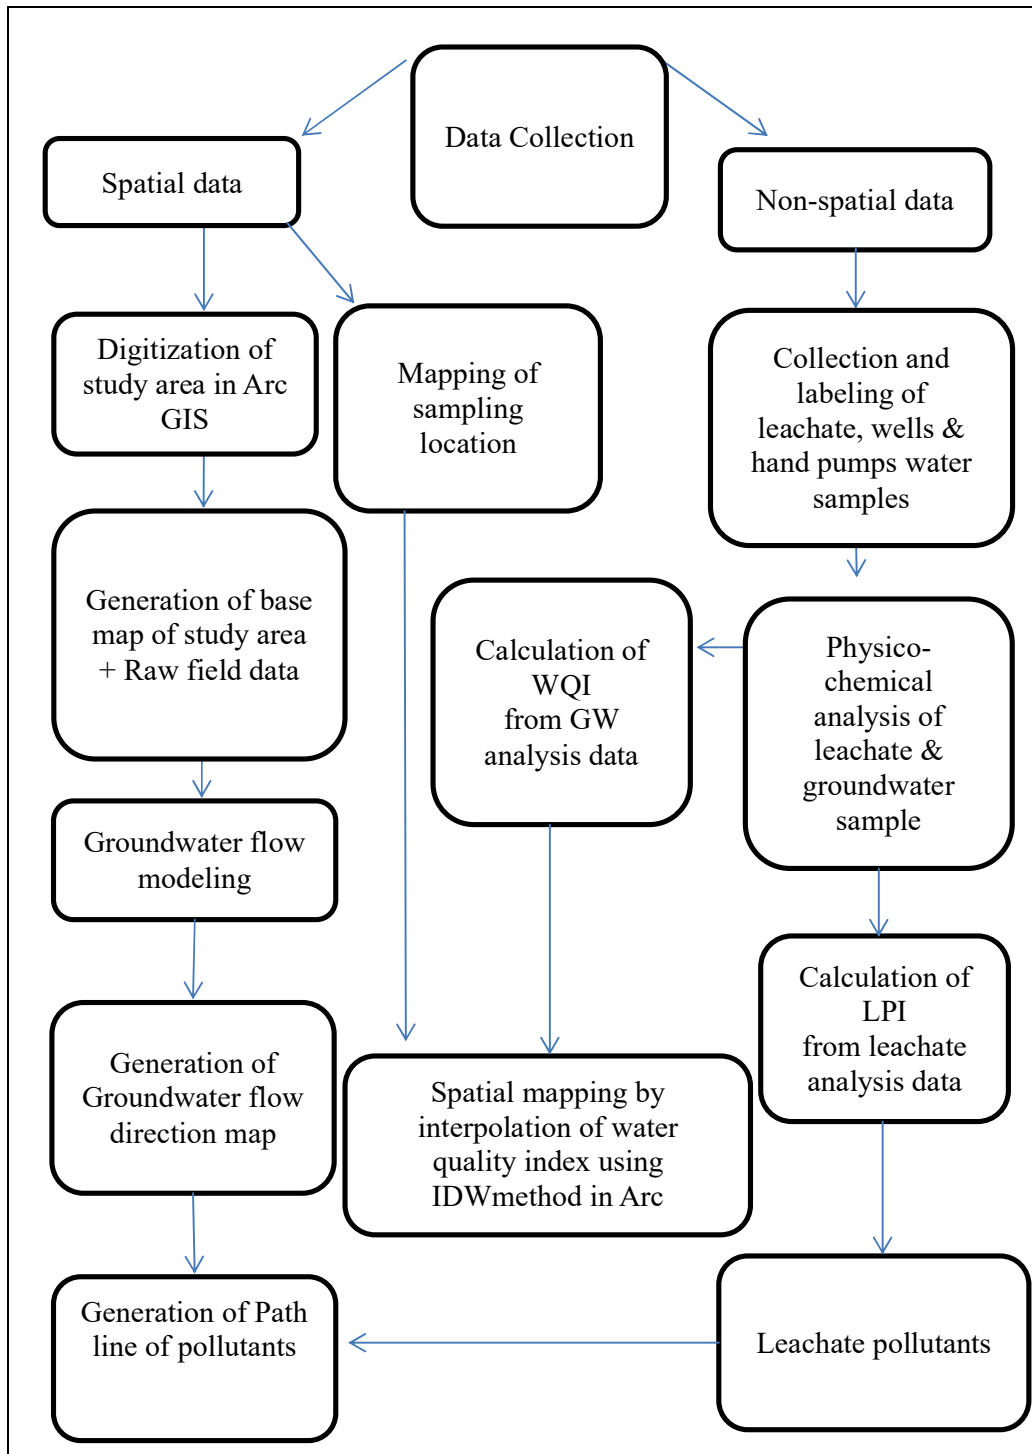 Data Collection
Spatial data
Non-spatial data
Digitization of
study area in Arc
GIS
Mapping of
sampling
location
Collection and
labeling of
leachate, wells &
hand pumps water
samples
Generation of base
map of study area
+ Raw field data
Calculation of
WQI
from GW
analysis data
Physico-
chemical
analysis of
leachate &
groundwater
sample
Groundwater flow
modeling
Calculation of
LPI
from leachate
analysis data
Generation of
Groundwater flow
direction map
Spatial mapping by
interpolation of water
quality index using
IDWmethod in Arc
Generation of Path
line of pollutants
Leachate pollutants